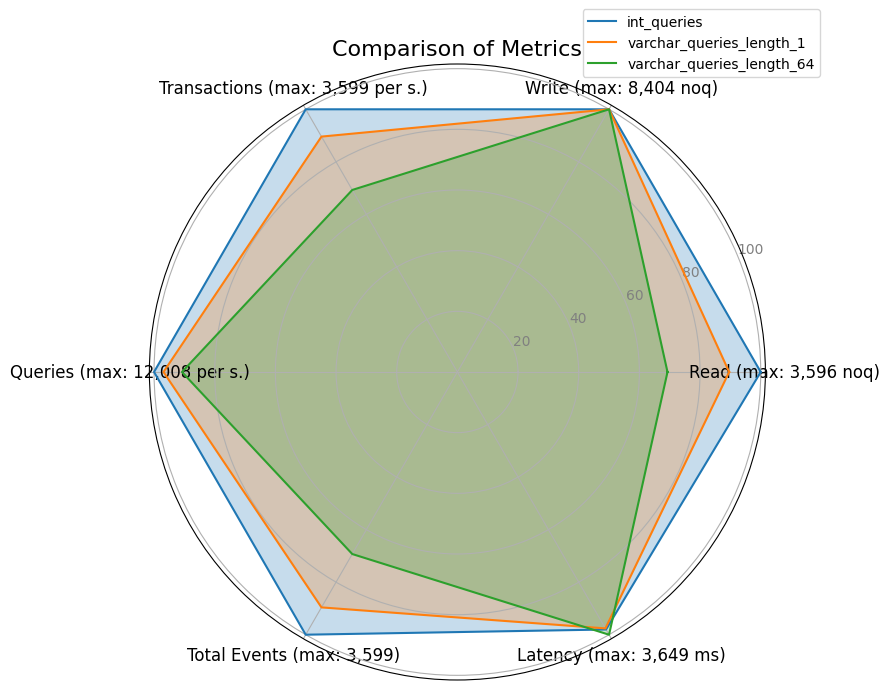 int_queries
varchar_queries_length_1
varchar_queries_length_64
Comparison of Metrics
Transactions (max: 3,599 per s.)
Write (max: 8,404 noq)
100
80
60
40
20
Queries (max: 12,008 per s.)
Read (max: 3,596 noq)
Total Events (max: 3,599)
Latency (max: 3,649 ms)